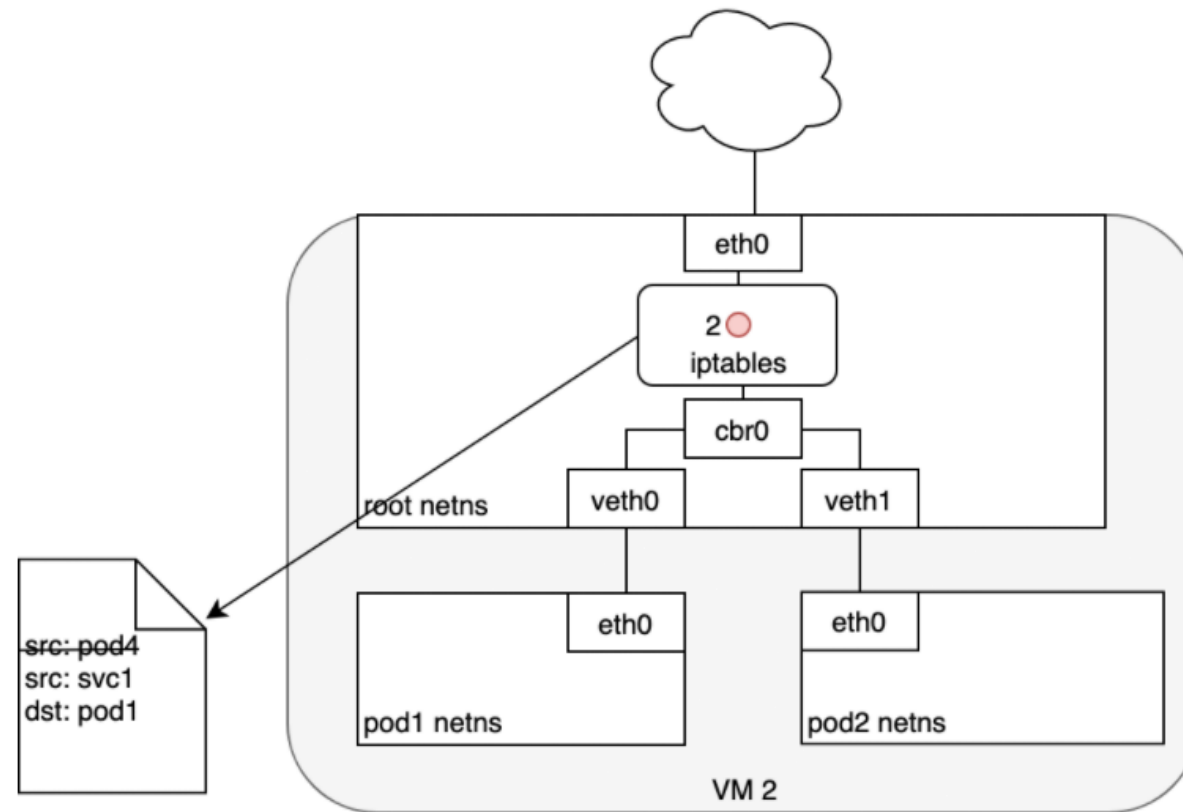 eth0
2
iptables
cbr0
veth0
veth1
root netns
eth0
eth0
src: pod4
src: svc1
dst: pod1
pod1 netns
pod2 netns
VM 2